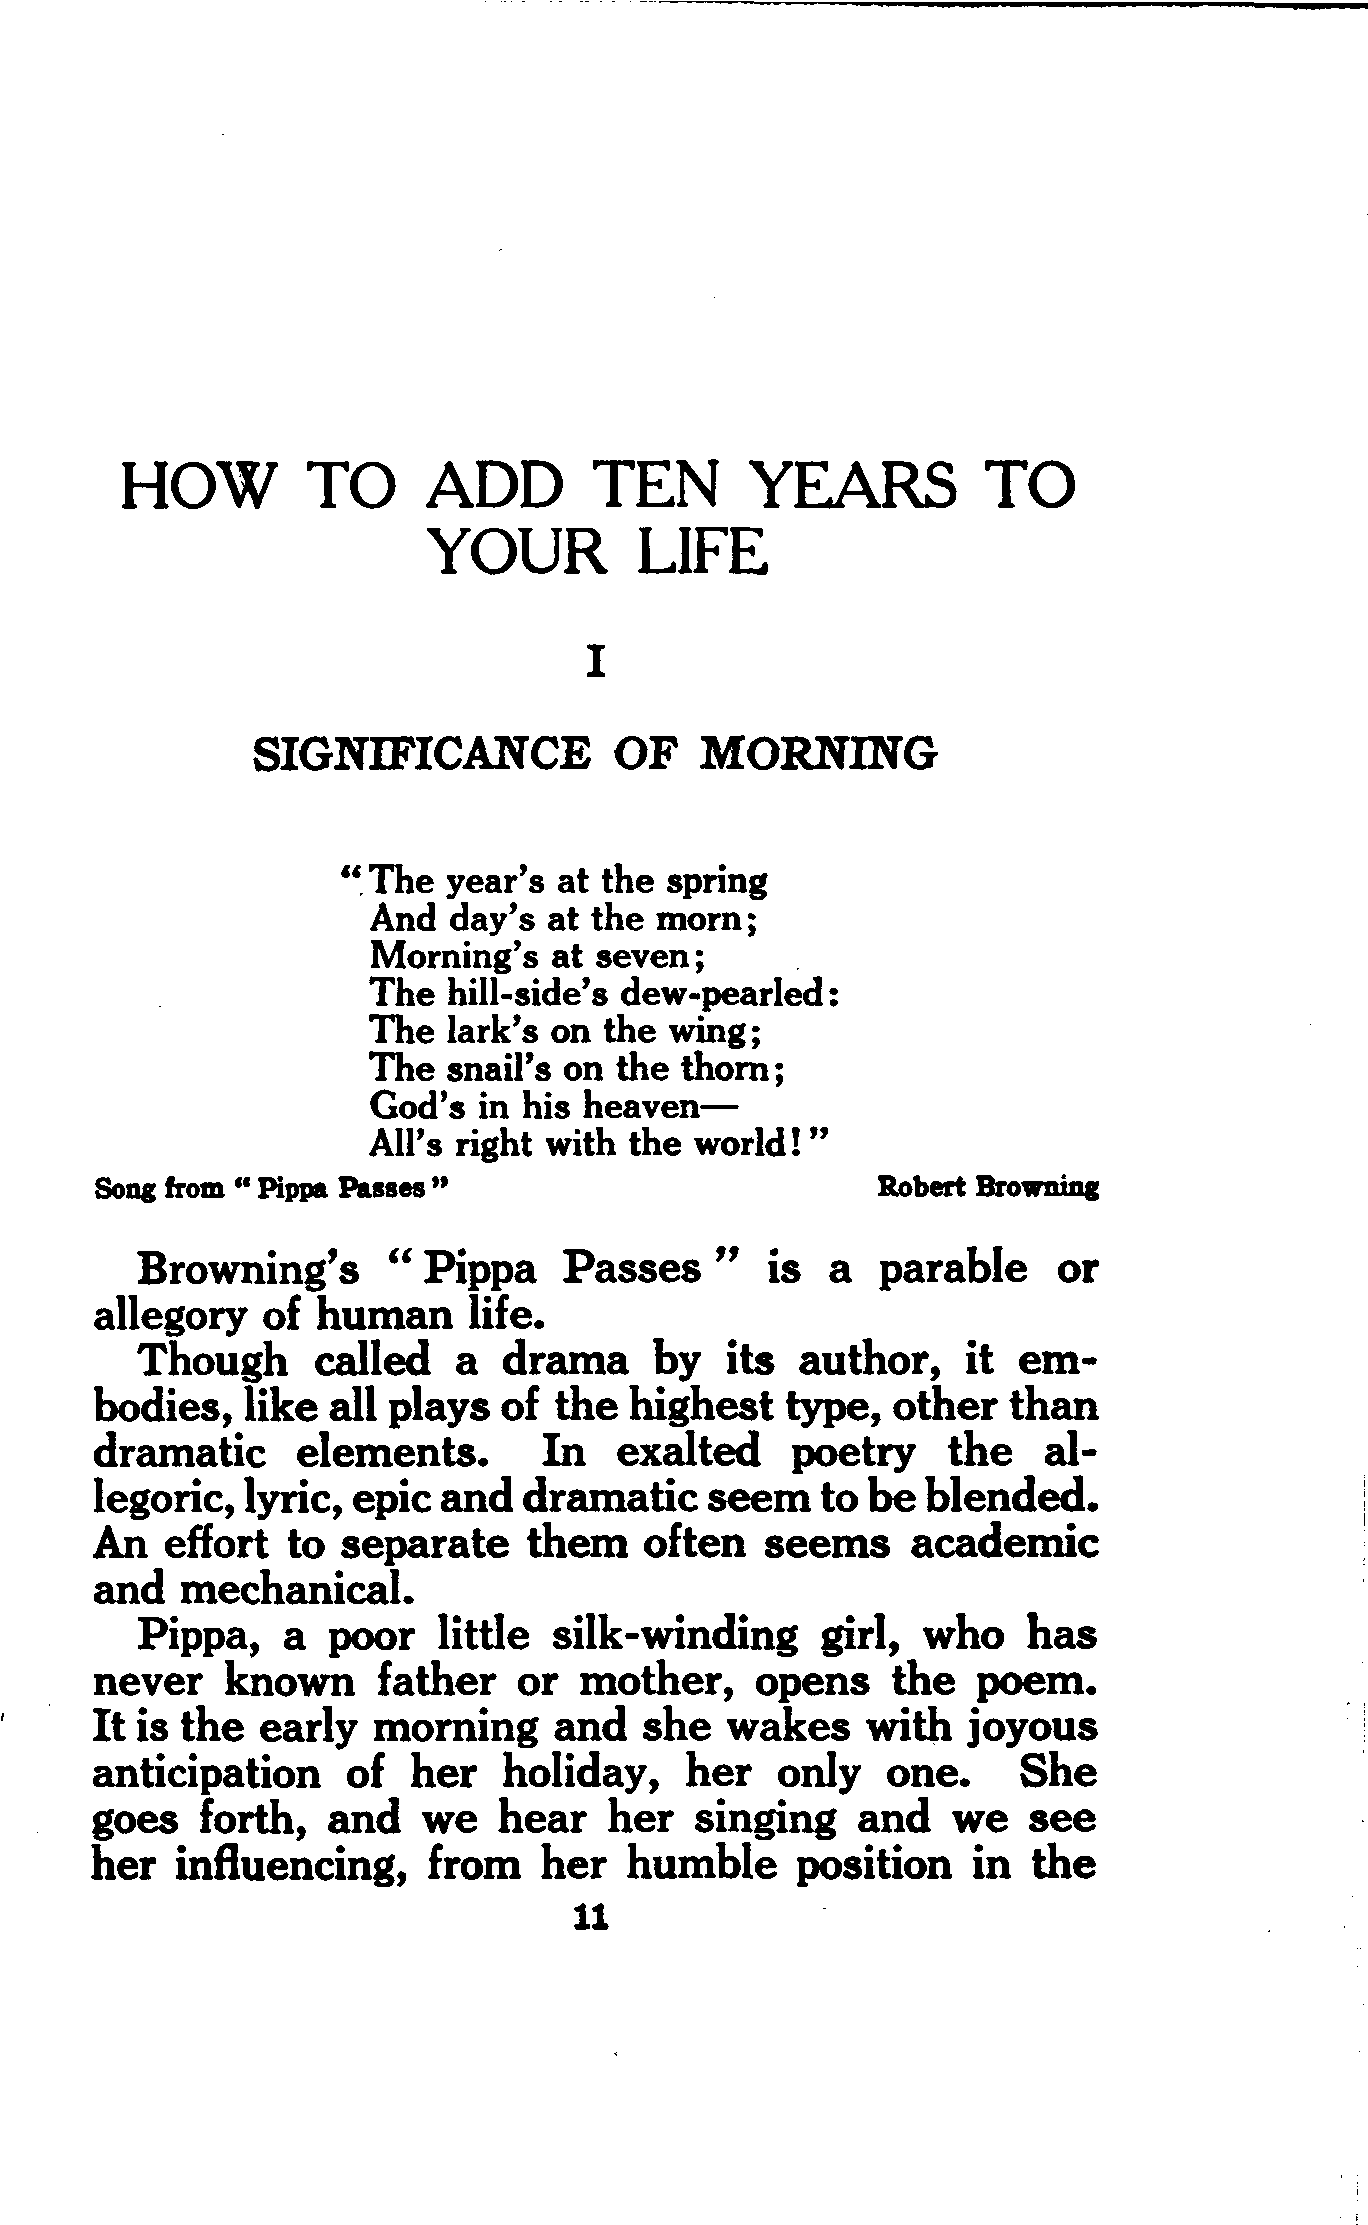 HOW TO ADD TEN YEARS TO
YOUR LIFE
I
SIGNIFICANCE OF MORNING
“The year’s at the spring
And day’s at the morn;
Morning’s at seven;
The hill-side’s dew-pearled:
The lark’s on the wing;
The snail’s on the thorn;
God’s in his heaven—
All’s right with the world!”
Song from “Pippa Passes” Robert Browning
Browning’s “Pippa Passes” is a parable or
allegory of human life.
Though called a drama by its author, it em-
bodies, like all plays of the highest type, other than
dramatic elements. In exalted poetry the al-
legoric, lyric, epic and dramatic seem to be blended.
An effort to separate them often seems academic
and mechanical.
Pippa, a poor little silk-winding girl, who has
never known father or mother, opens the poem.
It is the early morning and she wakes with joyous
anticipation of her holiday, her only one. She
goes forth, and we hear her singing and we see
her influencing, from her humble position in the
11